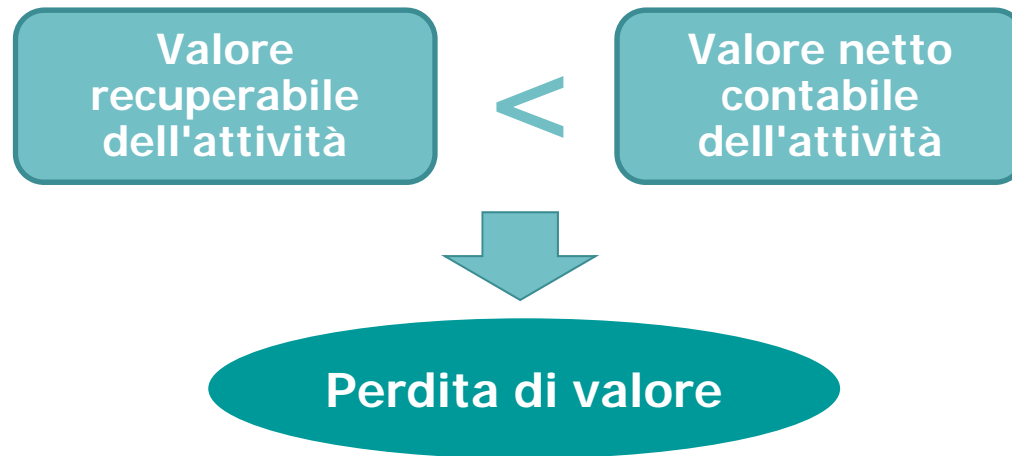 Valore
recuperabile
dell'attività
<
Valore netto
contabile
dell'attività
Perdita di valore